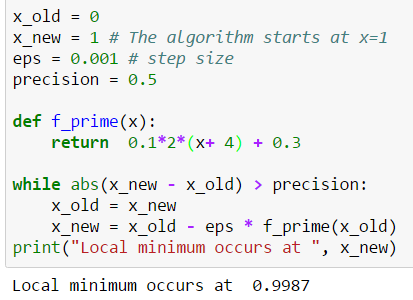 x_old = 0
x_new = 1 # The algorithm starts at x=1
eps = 0.001 # step size
precision = 0.5

def f_prime(x):
    return  0.1*2*(x+ 4) + 0.3

while abs(x_new - x_old) > precision:
    x_old = x_new
    x_new = x_old - eps * f_prime(x_old)
print("Local minimum occurs at ", x_new)

Local minimum occurs at  0.9987